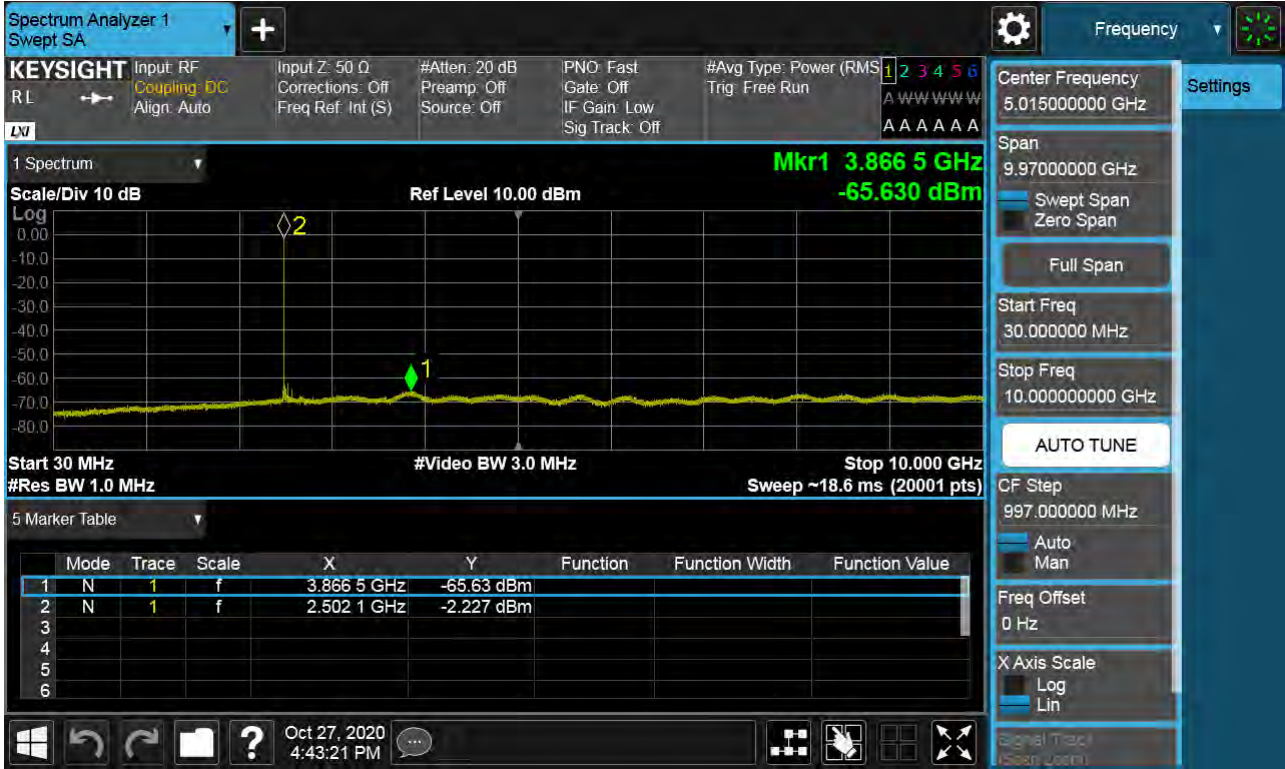 Spectrum Analyzer 1
Swept SA
+
Frequency
KEYSIGHT
RL
LXI
Input: RF
Coupling: DC
Align: Auto
Input Z: 50 Ω
Corrections: Off
Freq Ref: Int (S)
#Atten: 20 dB
Preamp: Off
Source: Off
PNO: Fast
Gate: Off
IF Gain: Low
Sig Track: Off
#Avg Type: Power (RMS
Trig: Free Run
1 2 3 4 5 6
A W W W W W
A A A A A A
1 Spectrum
Scale/Div 10 dB
Ref Level 10.00 dBm
Mkr1 3.866 5 GHz
-65.630 dBm
Log
0.00
-10.0
-20.0
-30.0
-40.0
-50.0
-60.0
-70.0
-80.0
2
1
Start 30 MHz
#Video BW 3.0 MHz
Stop 10.000 GHz
#Res BW 1.0 MHz
Sweep ~18.6 ms (20001 pts)
5 Marker Table
Mode Trace Scale X Y Function Function Width Function Value
1 N 1 f 3.866 5 GHz -65.63 dBm
2 N 1 f 2.502 1 GHz -2.227 dBm
3
4
5
6
Oct 27, 2020
4:43:21 PM
?
Settings
Center Frequency
5.015000000 GHz
Span
9.97000000 GHz
Swept Span
Zero Span
Full Span
Start Freq
30.000000 MHz
Stop Freq
10.000000000 GHz
AUTO TUNE
CF Step
997.000000 MHz
Auto
Man
Freq Offset
0 Hz
X Axis Scale
Log
Lin
Signal Track
(Span Zoom)